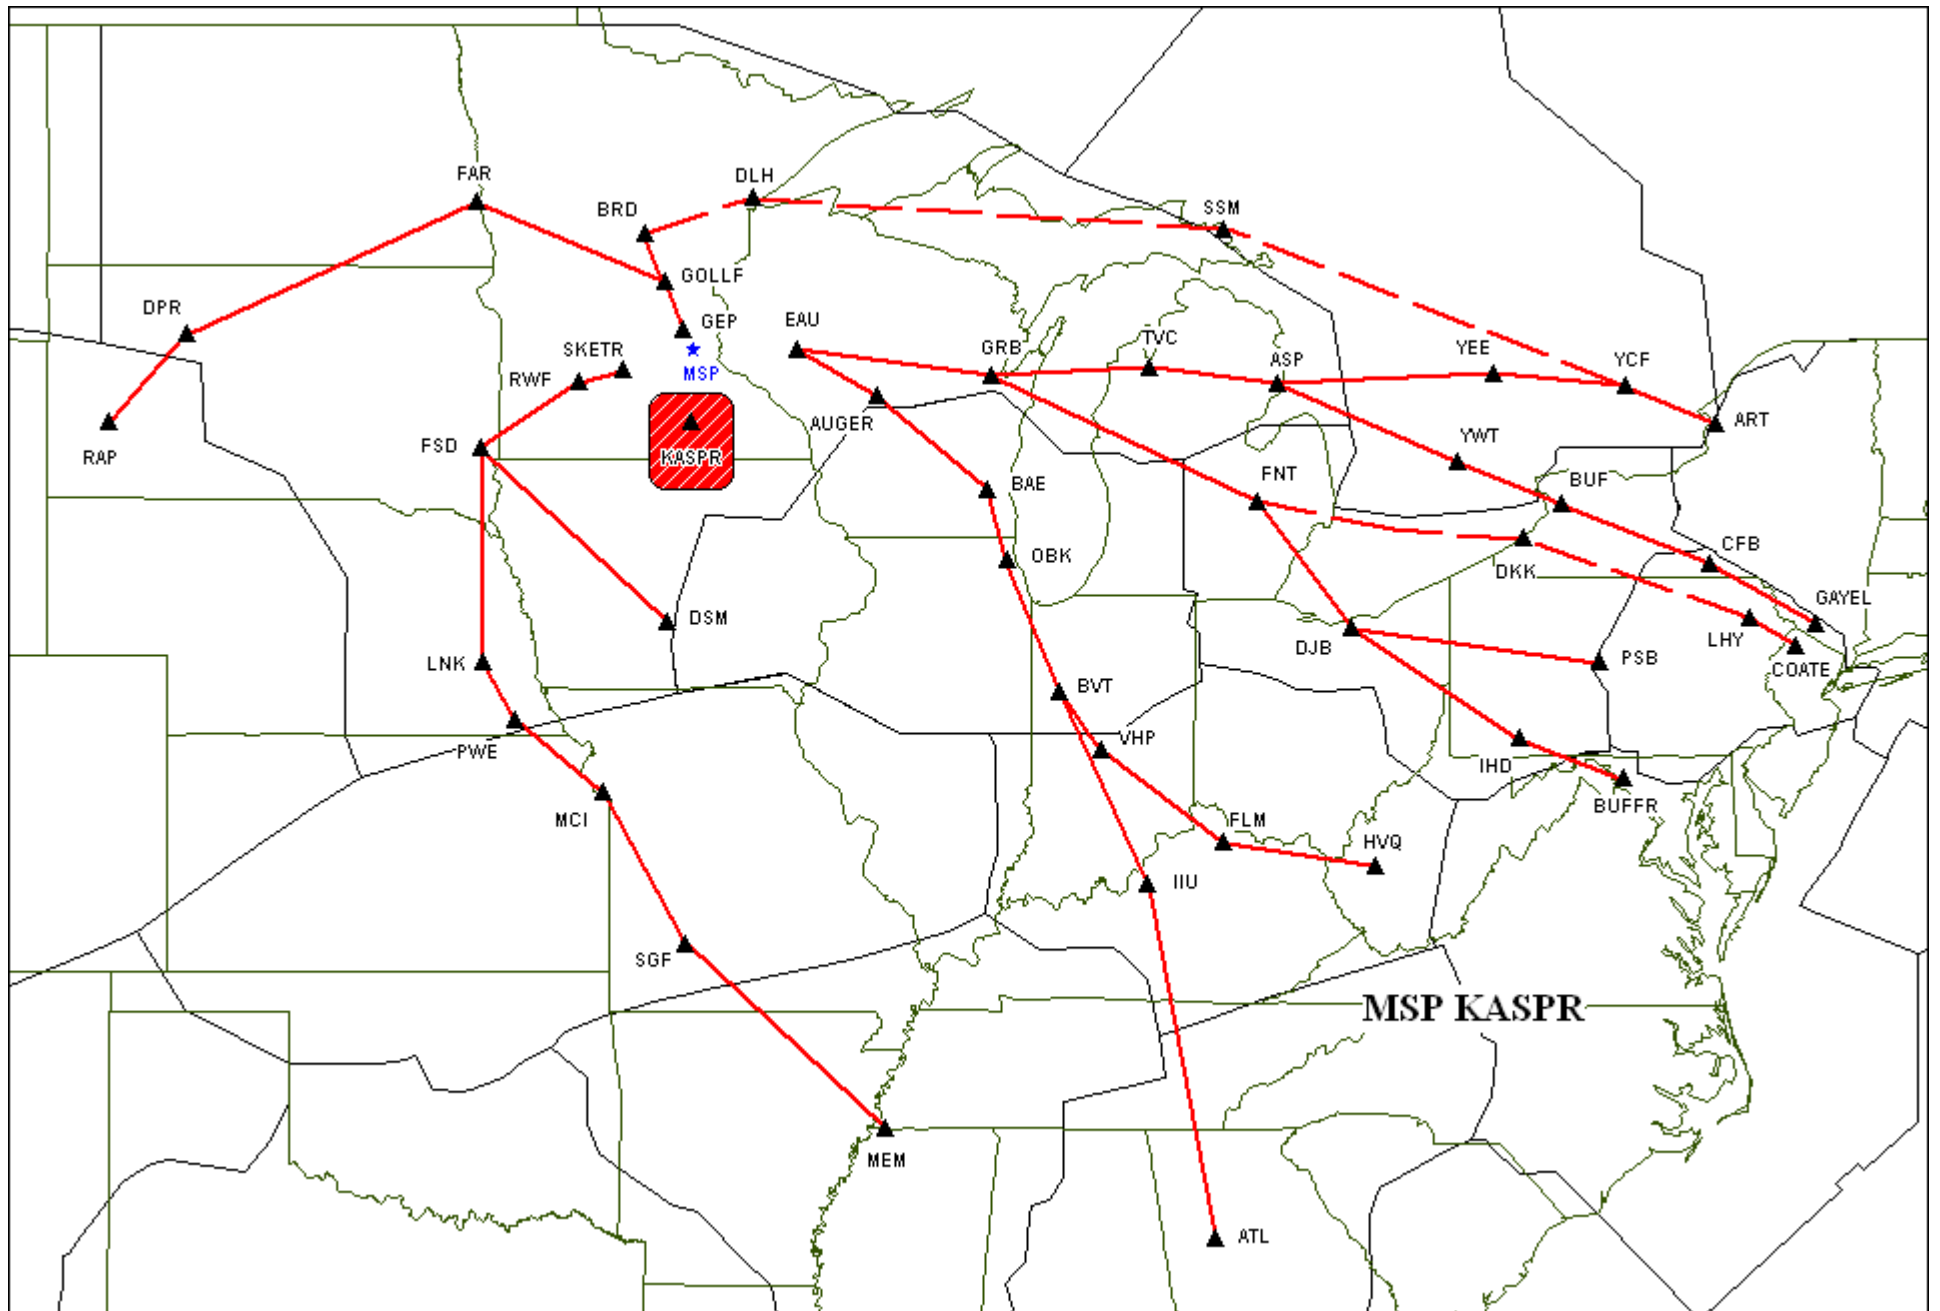 FAR
DLH
BRD
SSM
GOLLF
DPR
GEP
EAU
SKETR
GRB
TVC
ASP
YEE
YCF
RWF
MSP
AUGER
ART
RAP
FSD
KASPR
YWT
BAE
FNT
BUF
OBK
CFB
DKK
DSM
GAYEL
LNK
DJB
PSB
LHY
COATE
BVT
PWE
VHP
IHD
BUFFR
MCI
FLM
HVQ
IIU
SGF
MSP KASPR
MEM
ATL